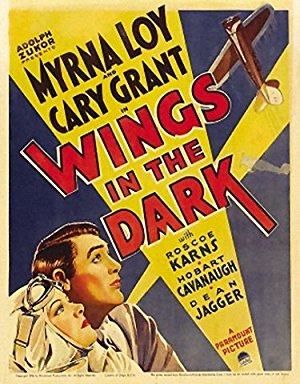 ADOLPH
ZUKOR
PRESENTS
MYRNA LOY
AND
CARY GRANT
IN
WINGS
IN THE
DARK
with
ROSCOE
KARNS
HOBART
CAVANAUGH
DEAN
JAGGER
A
PARAMOUNT
PICTURE